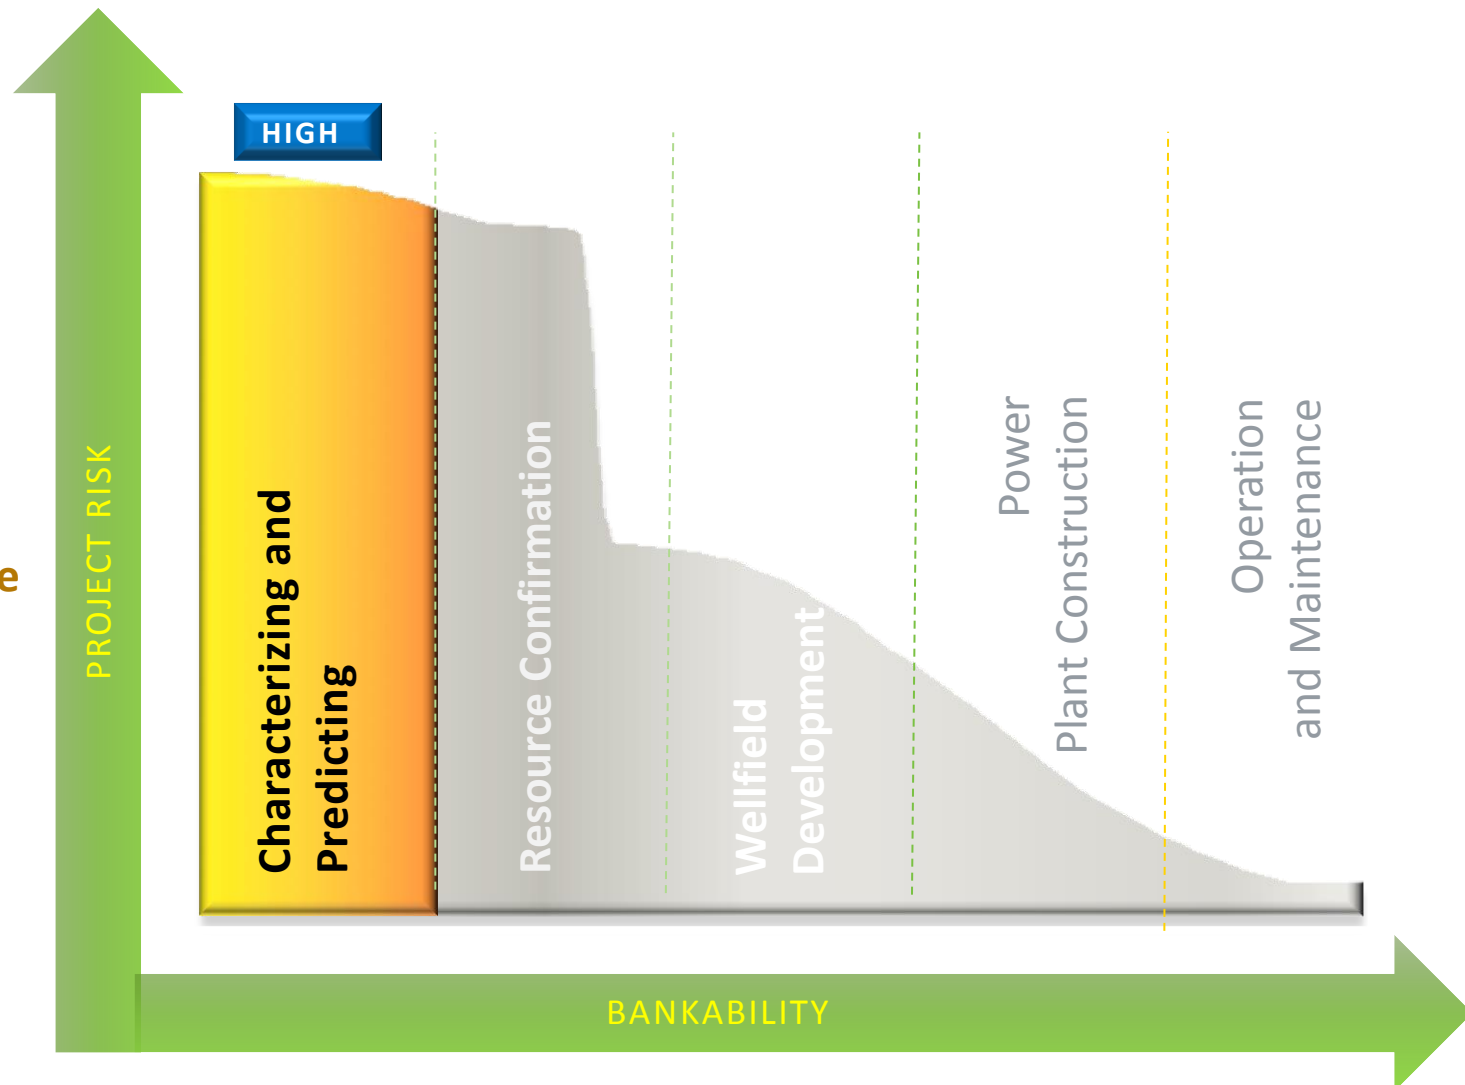 HIGH
PROJECT RISK
e
Characterizing and
Predicting
Resource Confirmation
Wellfield
Development
Power
Plant Construction
Operation
and Maintenance
BANKABILITY